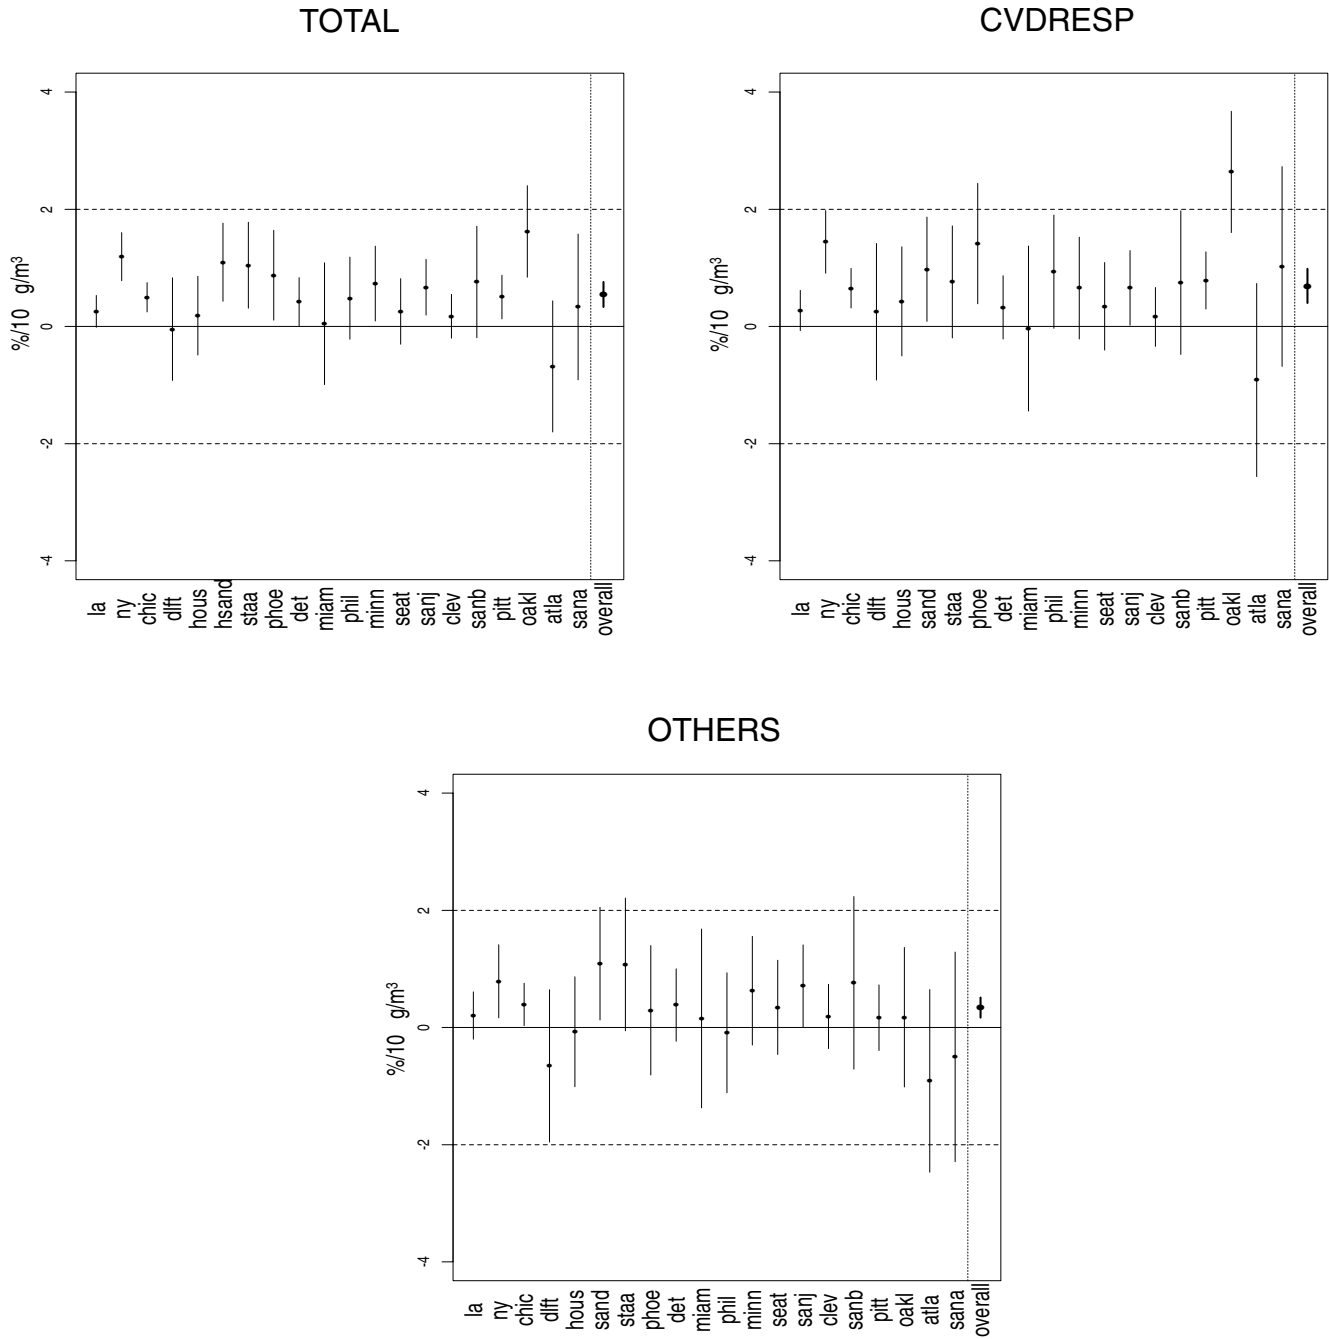 TOTAL
4
2
0
-2
-4
%/10 g/m³
la
ny
chic
dlft
hous
hsand
staa
phoe
det
miam
phil
minn
seat
sanj
clev
sanb
pitt
oakl
atla
sana
overall
CVDRESP
4
2
0
-2
-4
%/10 g/m³
la
ny
chic
dlft
hous
sand
staa
phoe
det
miam
phil
minn
seat
sanj
clev
sanb
pitt
oakl
atla
sana
overall
OTHERS
4
2
0
-2
-4
%/10 g/m³
la
ny
chic
dlft
hous
sand
staa
phoe
det
miam
phil
minn
seat
sanj
clev
sanb
pitt
oakl
atla
sana
overall